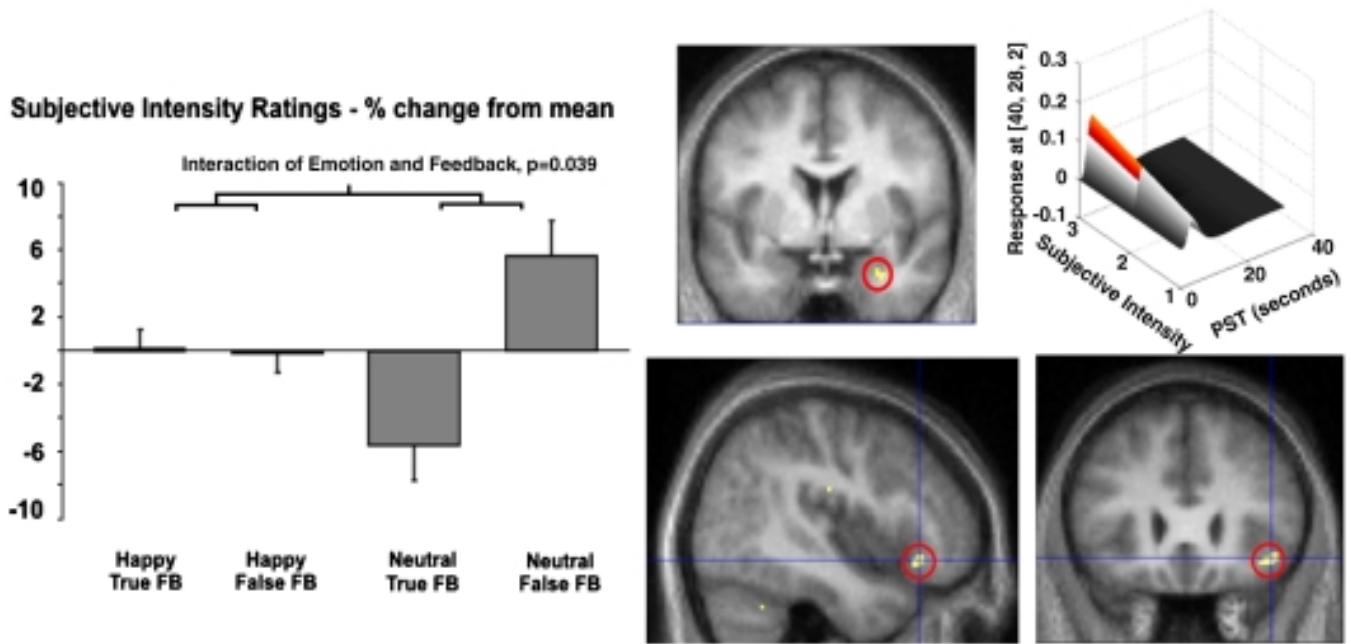 Subjective Intensity Ratings - % change from mean
Interaction of Emotion and Feedback, p=0.039
10
6
2
-2
-6
-10
Happy
True FB
Happy
False FB
Neutral
True FB
Neutral
False FB
Response at [40, 28, 2]
0.3
0.2
0.1
0
-0.1
3
2
1
Subjective Intensity
0
20
40
PST (seconds)